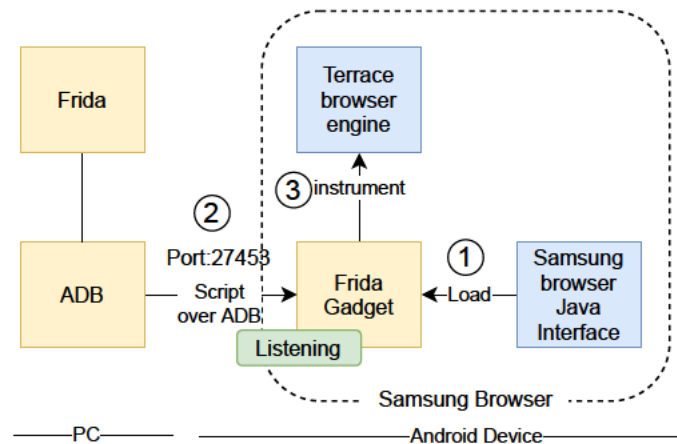 Frida
Terrace
browser
engine
3
instrument
2
Port:27453
ADB
Script
over ADB
Frida
Gadget
Listening
1
Load
Samsung
browser
Java
Interface
Samsung Browser
PC
Android Device